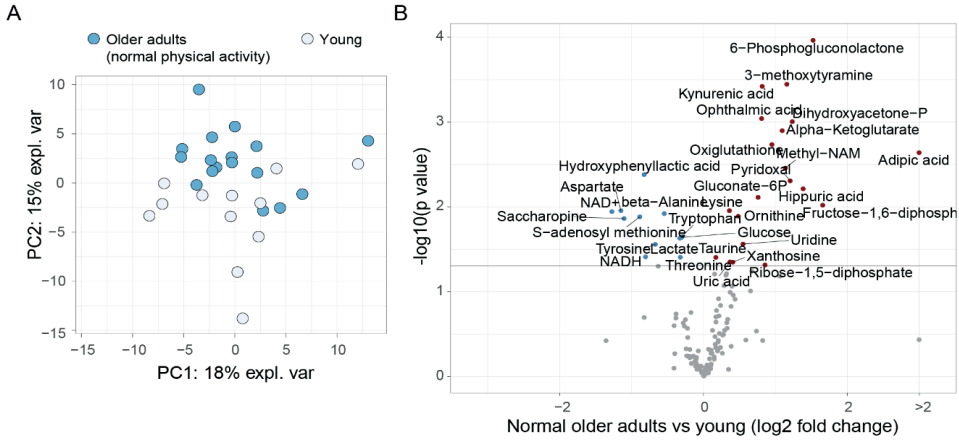 A
Older adults
(normal physical activity)
Young
10
5
0
−5
−10
−15
−15
−10
−5
0
5
10
PC2: 15% expl. var
PC1: 18% expl. var
B
4
3
2
1
0
-log10(p value)
6-Phosphogluconolactone
3-methoxytyramine
Kynurenic acid
Ophthalmic acid
Dihydroxyacetone−P
Alpha-Ketoglutarate
Oxiglutathione
Methyl−NAM
Adipic acid
Hydroxyphenyllactic acid
Pyridoxal
Aspartate
Gluconate−6P
Hippuric acid
NAD+
beta-Alanine
Lysine
Fructose−1,6−diphosph
Saccharopine
Tryptophan
Ornithine
S-adenosyl methionine
Glucose
Uridine
Tyrosine
Lactate
Taurine
NADH
Threonine
Xanthosine
Uric acid
Ribose−1,5−diphosphate
−2
0
2
>2
Normal older adults vs young (log2 fold change)